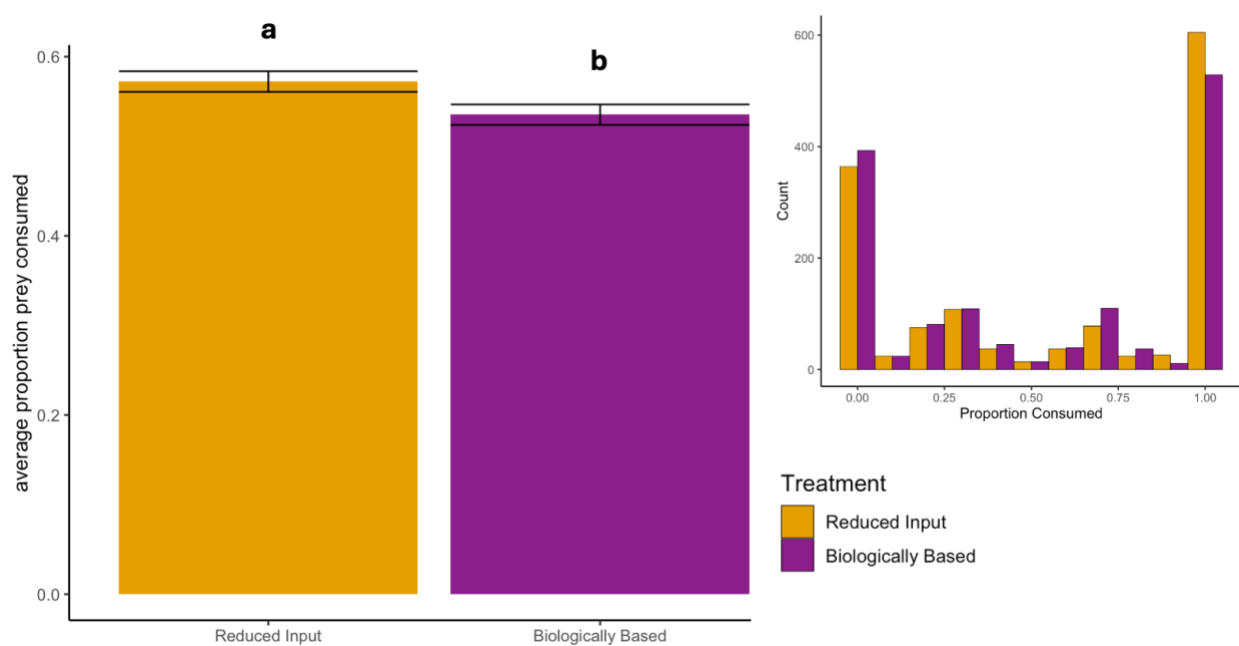 a
b
0.6
0.4
0.2
0.0
average proportion prey consumed
Reduced Input
Biologically Based
600
400
200
0
Count
0.00 0.25 0.50 0.75 1.00
Proportion Consumed
Treatment
Reduced Input
Biologically Based